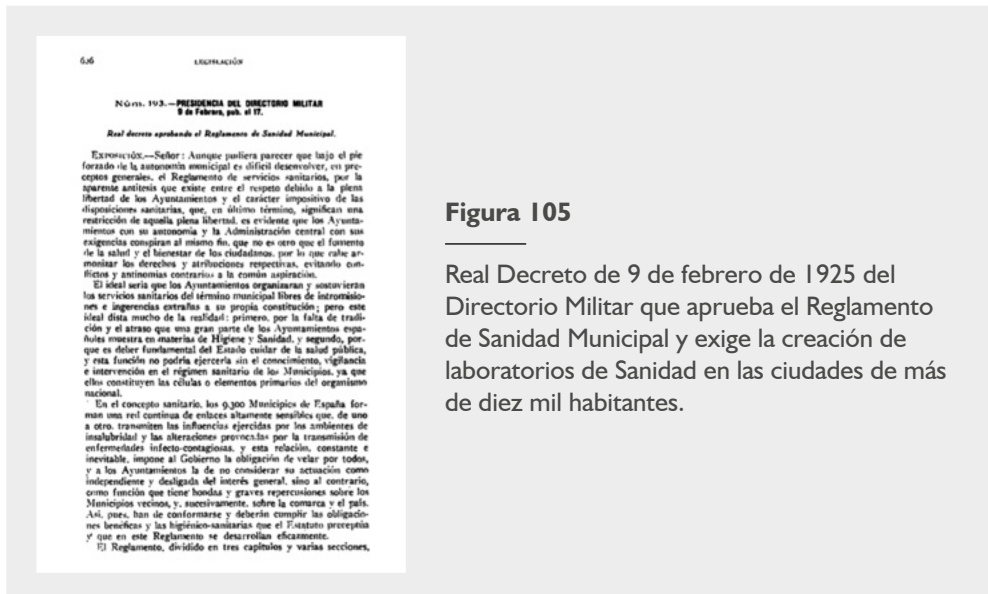 6x6
LEGISLACIÓN
Núm. 193.—PRESIDENCIA DEL DIRECTORIO MILITAR
9 de Febrero, pub. el 17.
Real decreto aprobando el Reglamento de Sanidad Municipal.
Exposición.—Señor: Aunque pudiera parecer que bajo el pie
forzado de la autonomía municipal es difícil desenvolver, en pre-
ceptos generales, el Reglamento de servicios sanitarios, por la
aparente antítesis que existe entre el respeto debido a la plena
libertad de los Ayuntamientos y el carácter impositivo de las
disposiciones sanitarias, que, en último término, significan una
restricción de aquella plena libertad, es evidente que los Ayunta-
mientos con su autonomía y la Administración central con sus
exigencias conspiran al mismo fin, que no es otro que el fomento
de la salud y el bienestar de los ciudadanos, por lo que cabe ar-
monizar los derechos y atribuciones respectivas, evitando con-
flictos y antinomias contrarios a la común aspiración.
El ideal sería que los Ayuntamientos organizaran y sostuvieran
los servicios sanitarios del término municipal libres de intromisio-
nes e ingerencias extrañas a su propia constitución; pero este
ideal dista mucho de la realidad: primero, por la falta de tradi-
ción y el atraso que una gran parte de los Ayuntamientos espa-
ñoles muestra en materias de Higiene y Sanidad, y segundo, por-
que es deber fundamental del Estado cuidar de la salud pública,
y esta función no podría ejercerla sin el conocimiento, vigilancia
e intervención en el régimen sanitario de los Municipios, ya que
ellos constituyen las células o elementos primarios del organismo
nacional.
En el concepto sanitario, los 9.300 Municipios de España for-
man una red continua de enlaces altamente sensibles que, de uno
a otro, transmiten las influencias ejercidas por los ambientes de
insalubridad y las alteraciones provocadas por la transmisión de
enfermedades infecto-contagiosas, y esta relación, constante e
inevitable, impone al Gobierno la obligación de velar por todos,
y a los Ayuntamientos la de no considerar su actuación como
independiente y desligada del interés general, sino al contrario,
como función que tiene hondas y graves repercusiones sobre los
Municipios vecinos, y, sucesivamente, sobre la comarca y el país.
Así, pues, han de conformarse y deberán cumplir las obligacio-
nes benéficas y las higiénico-sanitarias que el Estatuto preceptúa
y que en este Reglamento se desarrollan eficazmente.
El Reglamento, dividido en tres capítulos y varias secciones,
Figura 105
Real Decreto de 9 de febrero de 1925 del
Directorio Militar que aprueba el Reglamento
de Sanidad Municipal y exige la creación de
laboratorios de Sanidad en las ciudades de más
de diez mil habitantes.